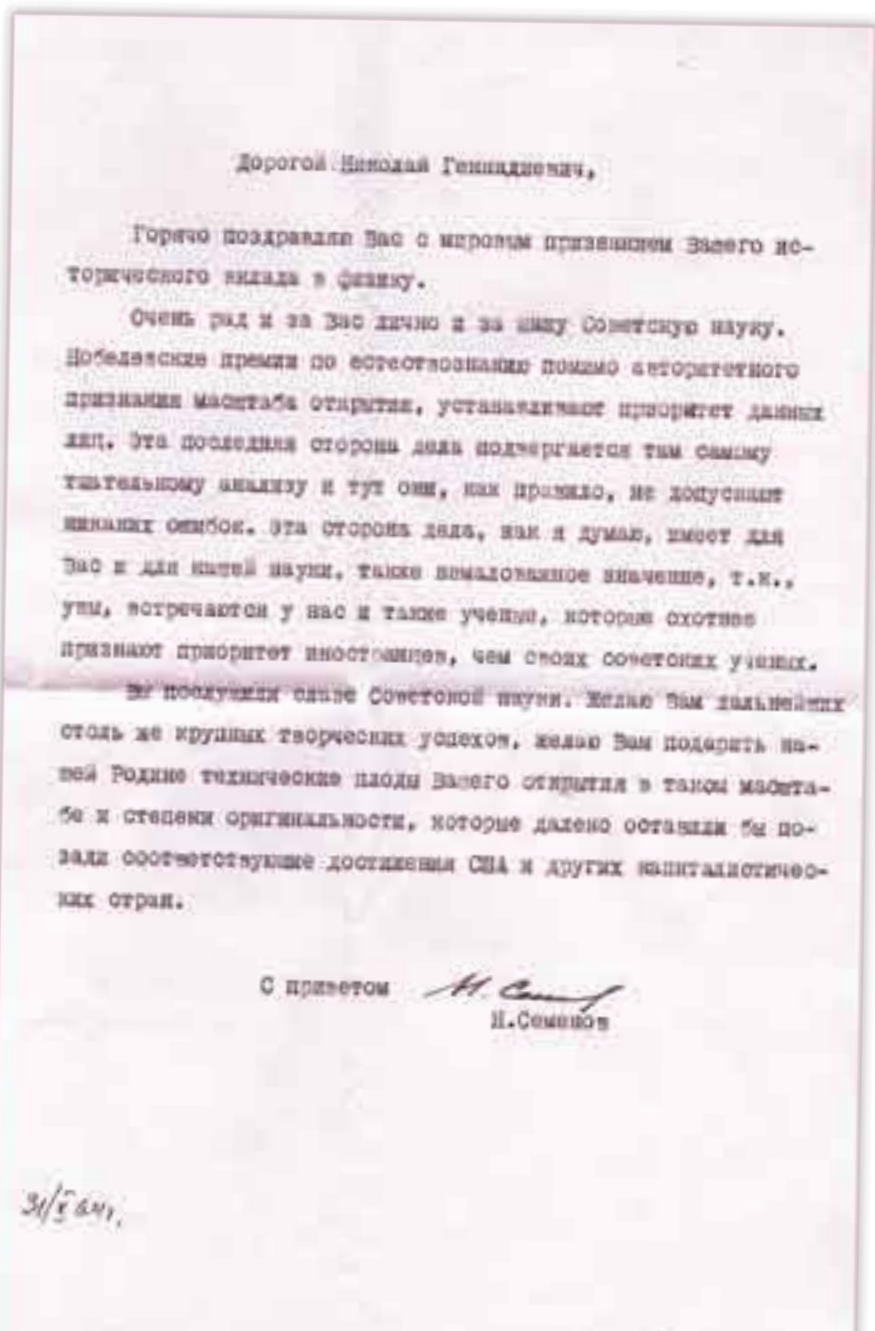 Дорогой Николай Геннадиевич,
Горячо поздравляю Вас с мировым признанием Вашего ис-
торического вклада в физику.
Очень рад и за Вас лично и за нашу Советскую науку.
Нобелевские премии по естествознанию помимо авторитетного
признания масштаба открытия, устанавливают приоритет данных
лиц. Эта последняя сторона дела подвергается там самому
тщательному анализу и тут они, как правило, не допускают
никаких ошибок. Эта сторона дела, как я думаю, имеет для
Вас и для нашей науки, также немаловажное значение, т.к.,
увы, встречаются у нас и такие ученые, которые охотнее
признают приоритет иностранцев, чем своих советских ученых.
Вы послужили славе Советской науки. Желаю Вам дальнейших
столь же крупных творческих успехов, желаю Вам подарить на-
шей Родине технические плоды Вашего открытия в таком масшта-
бе и степени оригинальности, которые далеко оставили бы по-
зади соответствующие достижения США и других капиталистичес-
ких стран.
С приветом
Н.Семенов
31/X 64г.